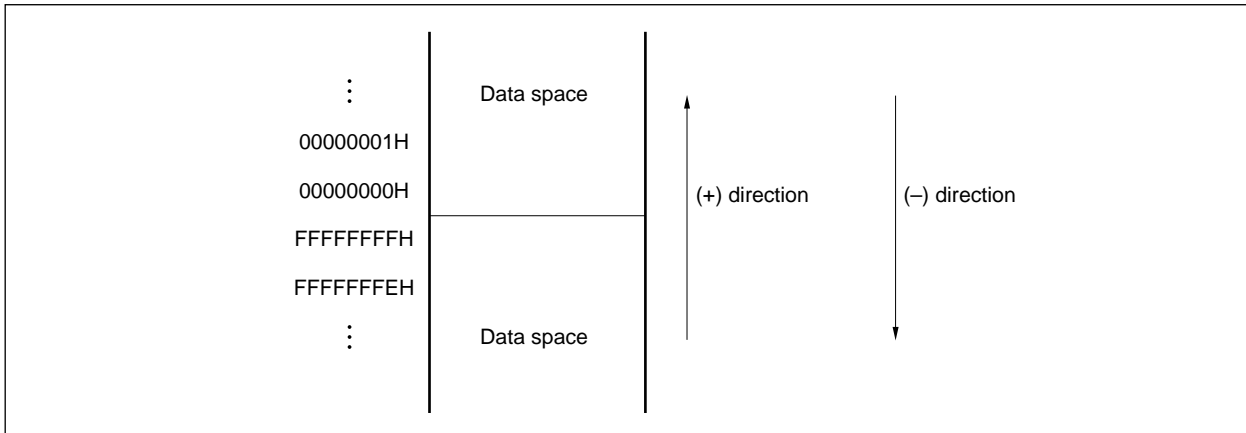 ⋮
Data space
00000001H
00000000H
(+) direction
(–) direction
FFFFFFFFH
FFFFFFFEH
⋮
Data space